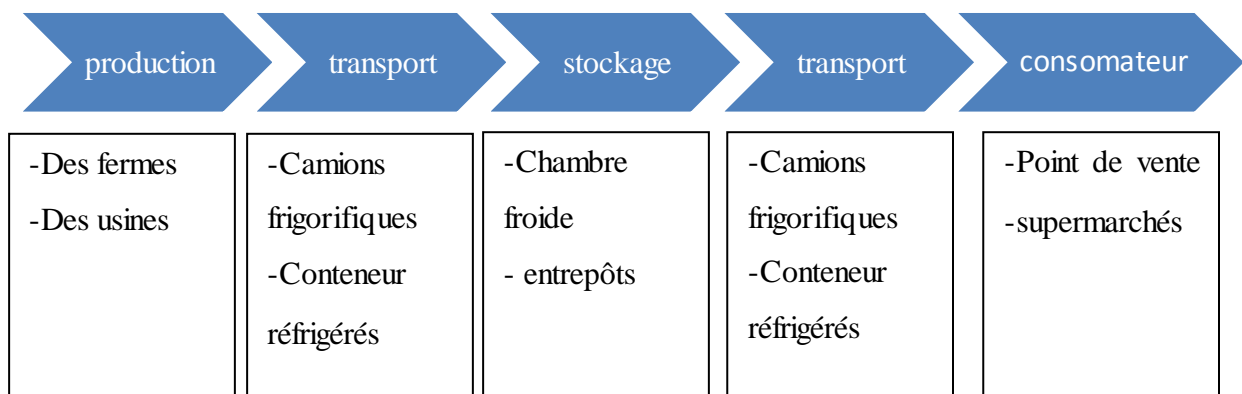 production
transport
stockage
transport
consomateur
-Des fermes
-Des usines
-Camions
frigorifiques
-Conteneur
réfrigérés
-Chambre
froide
- entrepôts
-Camions
frigorifiques
-Conteneur
réfrigérés
-Point de vente
-supermarchés